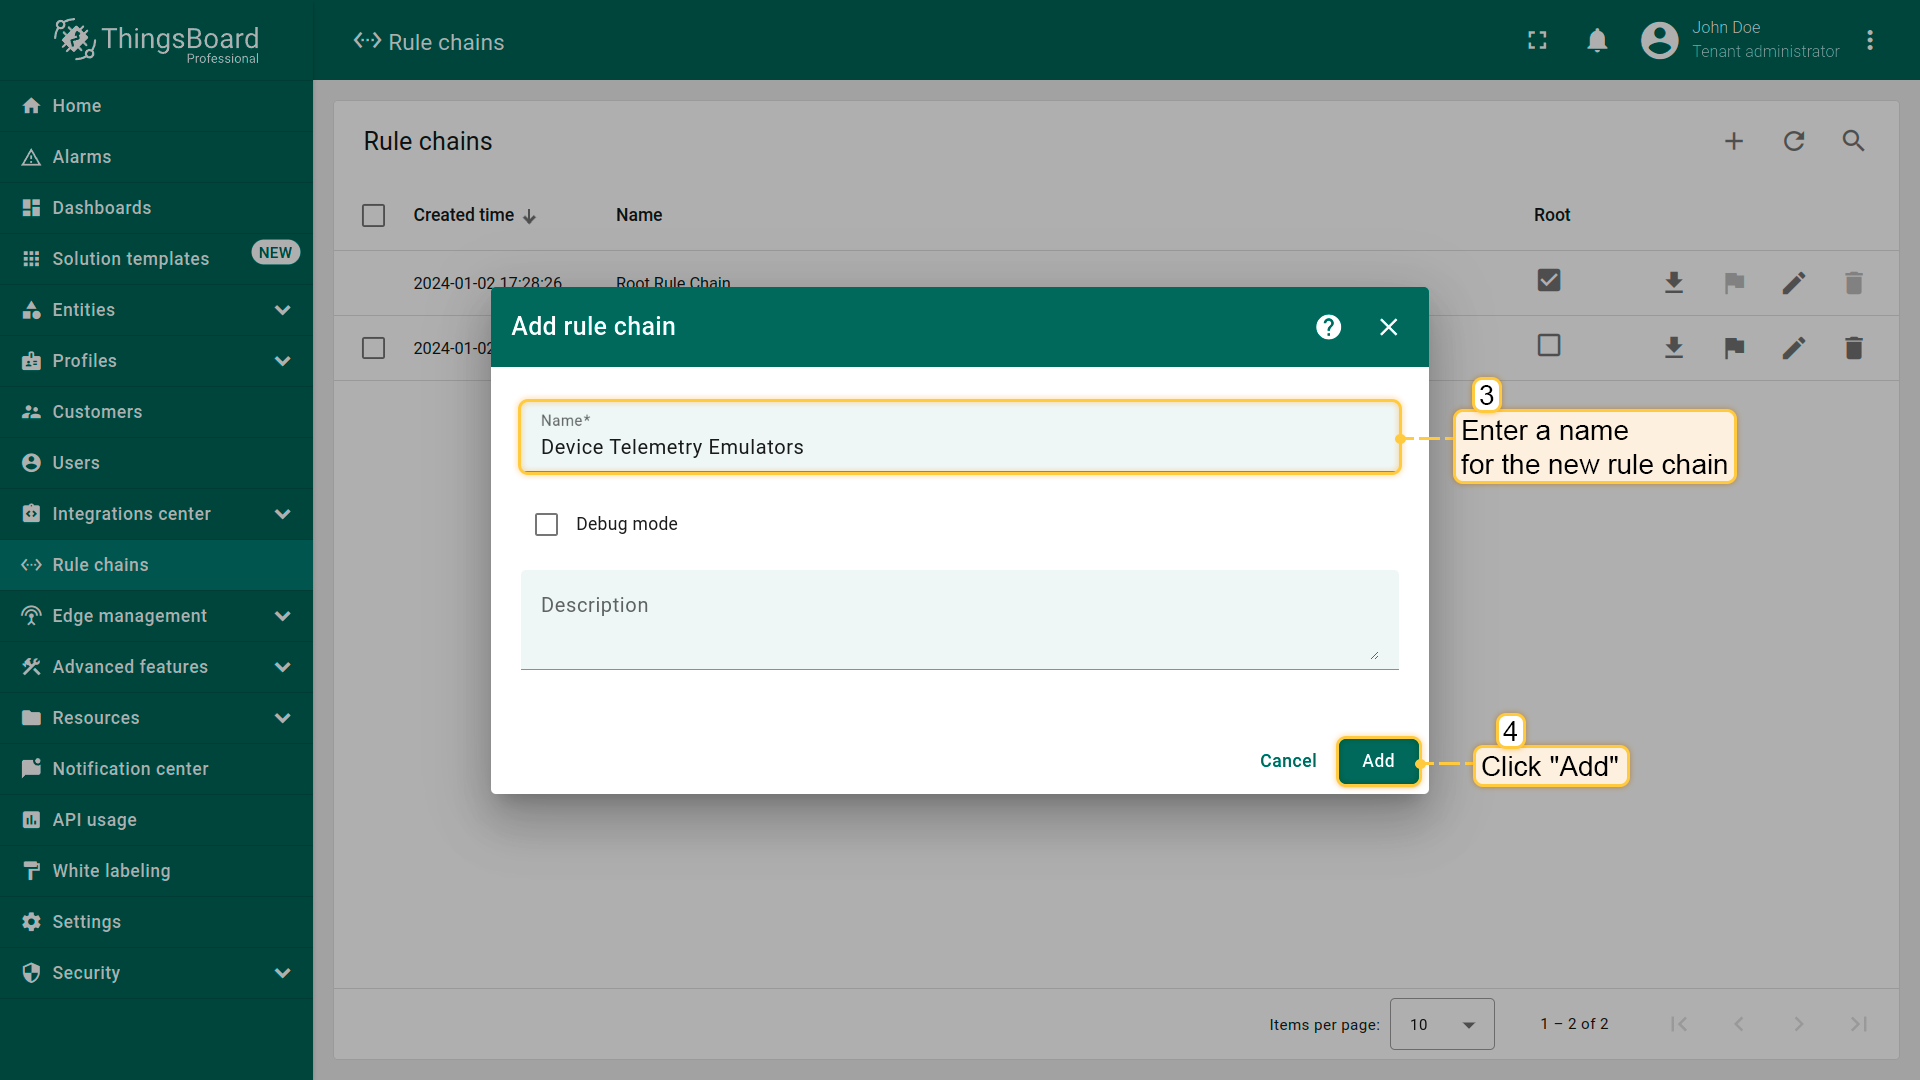 ThingsBoard
Professional
Rule chains
John Doe
Tenant administrator
Home
Alarms
Dashboards
Solution templates
NEW
Entities
Profiles
Customers
Users
Integrations center
Rule chains
Edge management
Advanced features
Resources
Notification center
API usage
White labeling
Settings
Security
Rule chains
Created time
Name
Root
2024-01-02 17:28:26
Root Rule Chain
2024-01-02
Add rule chain
Name*
Device Telemetry Emulators
Debug mode
Description
Cancel
Add
3
Enter a name
for the new rule chain
4
Click "Add"
Items per page:
10
1 – 2 of 2